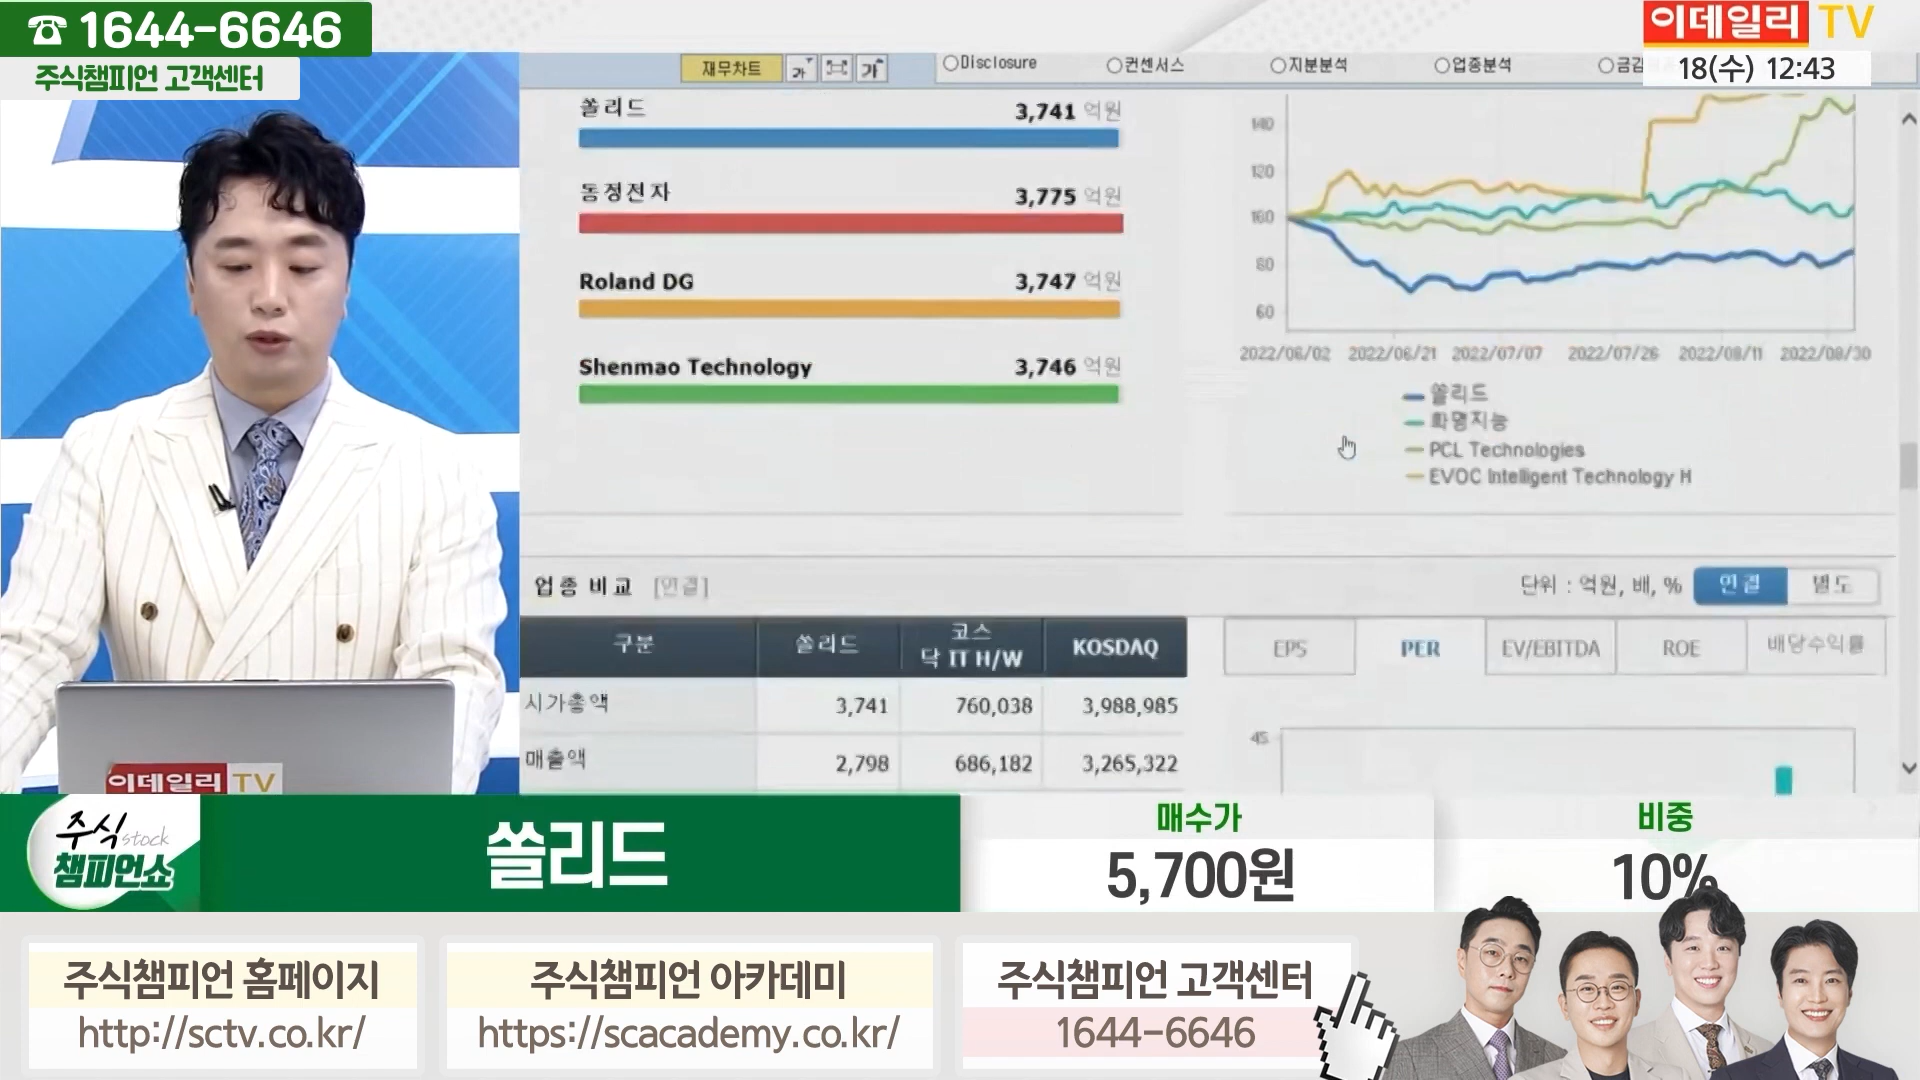 ☎ 1644-6646
주식챔피언 고객센터
이데일리 TV
18(수) 12:43
재무차트 가 가
Disclosure 컨센서스 지분분석 업종분석
쏠리드 3,741 억원
동정전자 3,775 억원
Roland DG 3,747 억원
Shenmao Technology 3,746 억원
140
120
100
80
60
2022/06/02 2022/06/21 2022/07/07 2022/07/26 2022/08/11 2022/08/30
쏠리드
화명지능
PCL Technologies
EVOC Intelligent Technology H
업종 비교 [연결]
단위 : 억원, 배, % 연결 별도
구분 쏠리드 코스닥 IT H/W KOSDAQ
시가총액 3,741 760,038 3,988,985
매출액 2,798 686,182 3,265,322
EPS PER EV/EBITDA ROE 배당수익률
45
이데일리 TV
주식 stock
챔피언쇼
쏠리드
매수가
5,700원
비중
10%
주식챔피언 홈페이지
http://sctv.co.kr/
주식챔피언 아카데미
https://scacademy.co.kr/
주식챔피언 고객센터
1644-6646